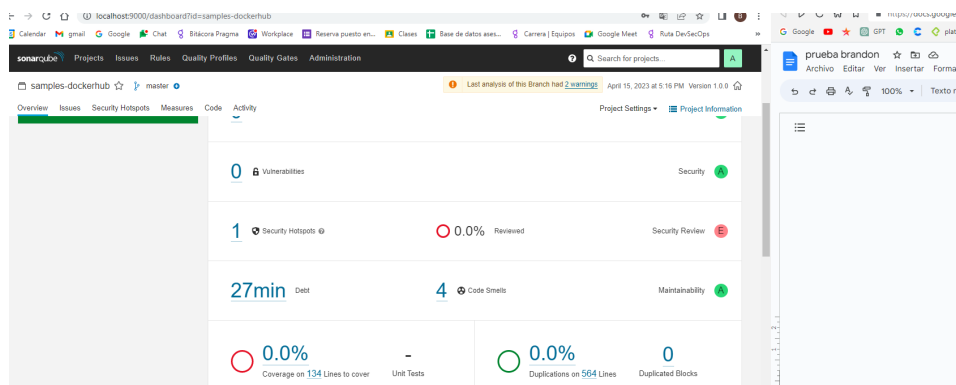 localhost:9000/dashboard?id=samples-dockerhub
Calendar gmail Google Chat Bitácora Pragma Workplace Reserva puesto en... Clases Base de datos ases... Carrera | Equipos Google Meet Ruta DevSecOps »
sonarqube Projects Issues Rules Quality Profiles Quality Gates Administration Search for projects... A
samples-dockerhub master Last analysis of this Branch had 2 warnings April 15, 2023 at 5:16 PM Version 1.0.0
Overview Issues Security Hotspots Measures Code Activity Project Settings Project Information
0 Vulnerabilities Security A
1 Security Hotspots 0.0% Reviewed Security Review E
27min Debt 4 Code Smells Maintainability A
0.0% Coverage on 134 Lines to cover
- Unit Tests
0.0% Duplications on 564 Lines
0 Duplicated Blocks
https://docs.google
Google GPT
prueba brandon
Archivo Editar Ver Insertar Forma
100% Texto